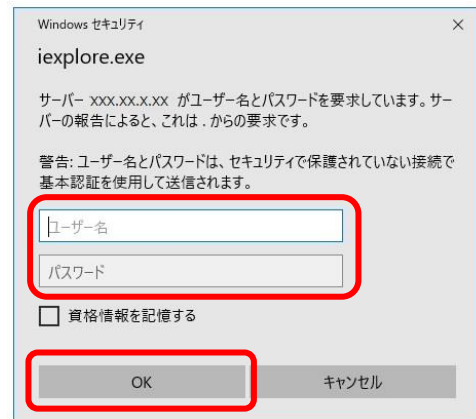 Windows セキュリティ
iexplore.exe
サーバー xxx.xx.x.xx がユーザー名とパスワードを要求しています。サー
バーの報告によると、これは . からの要求です。
警告: ユーザー名とパスワードは、セキュリティで保護されていない接続で
基本認証を使用して送信されます。
ユーザー名
パスワード
資格情報を記憶する
OK キャンセル